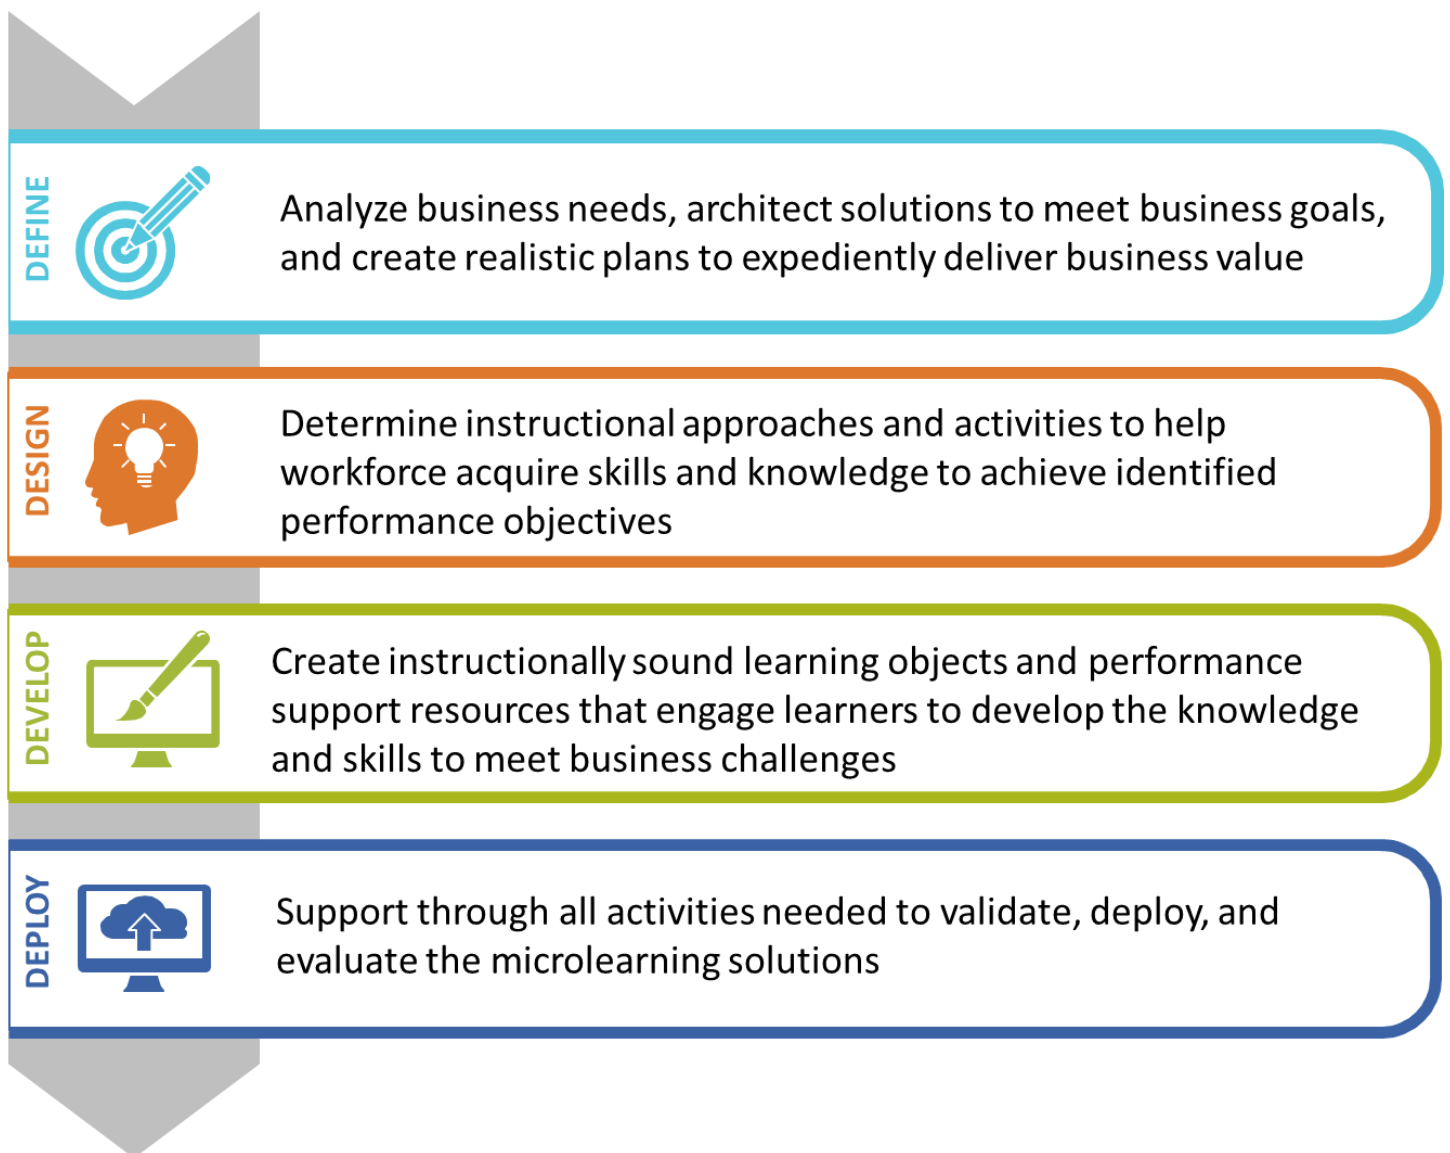 DEFINE
Analyze business needs, architect solutions to meet business goals,
and create realistic plans to expediently deliver business value
DESIGN
Determine instructional approaches and activities to help
workforce acquire skills and knowledge to achieve identified
performance objectives
DEVELOP
Create instructionally sound learning objects and performance
support resources that engage learners to develop the knowledge
and skills to meet business challenges
DEPLOY
Support through all activities needed to validate, deploy, and
evaluate the microlearning solutions